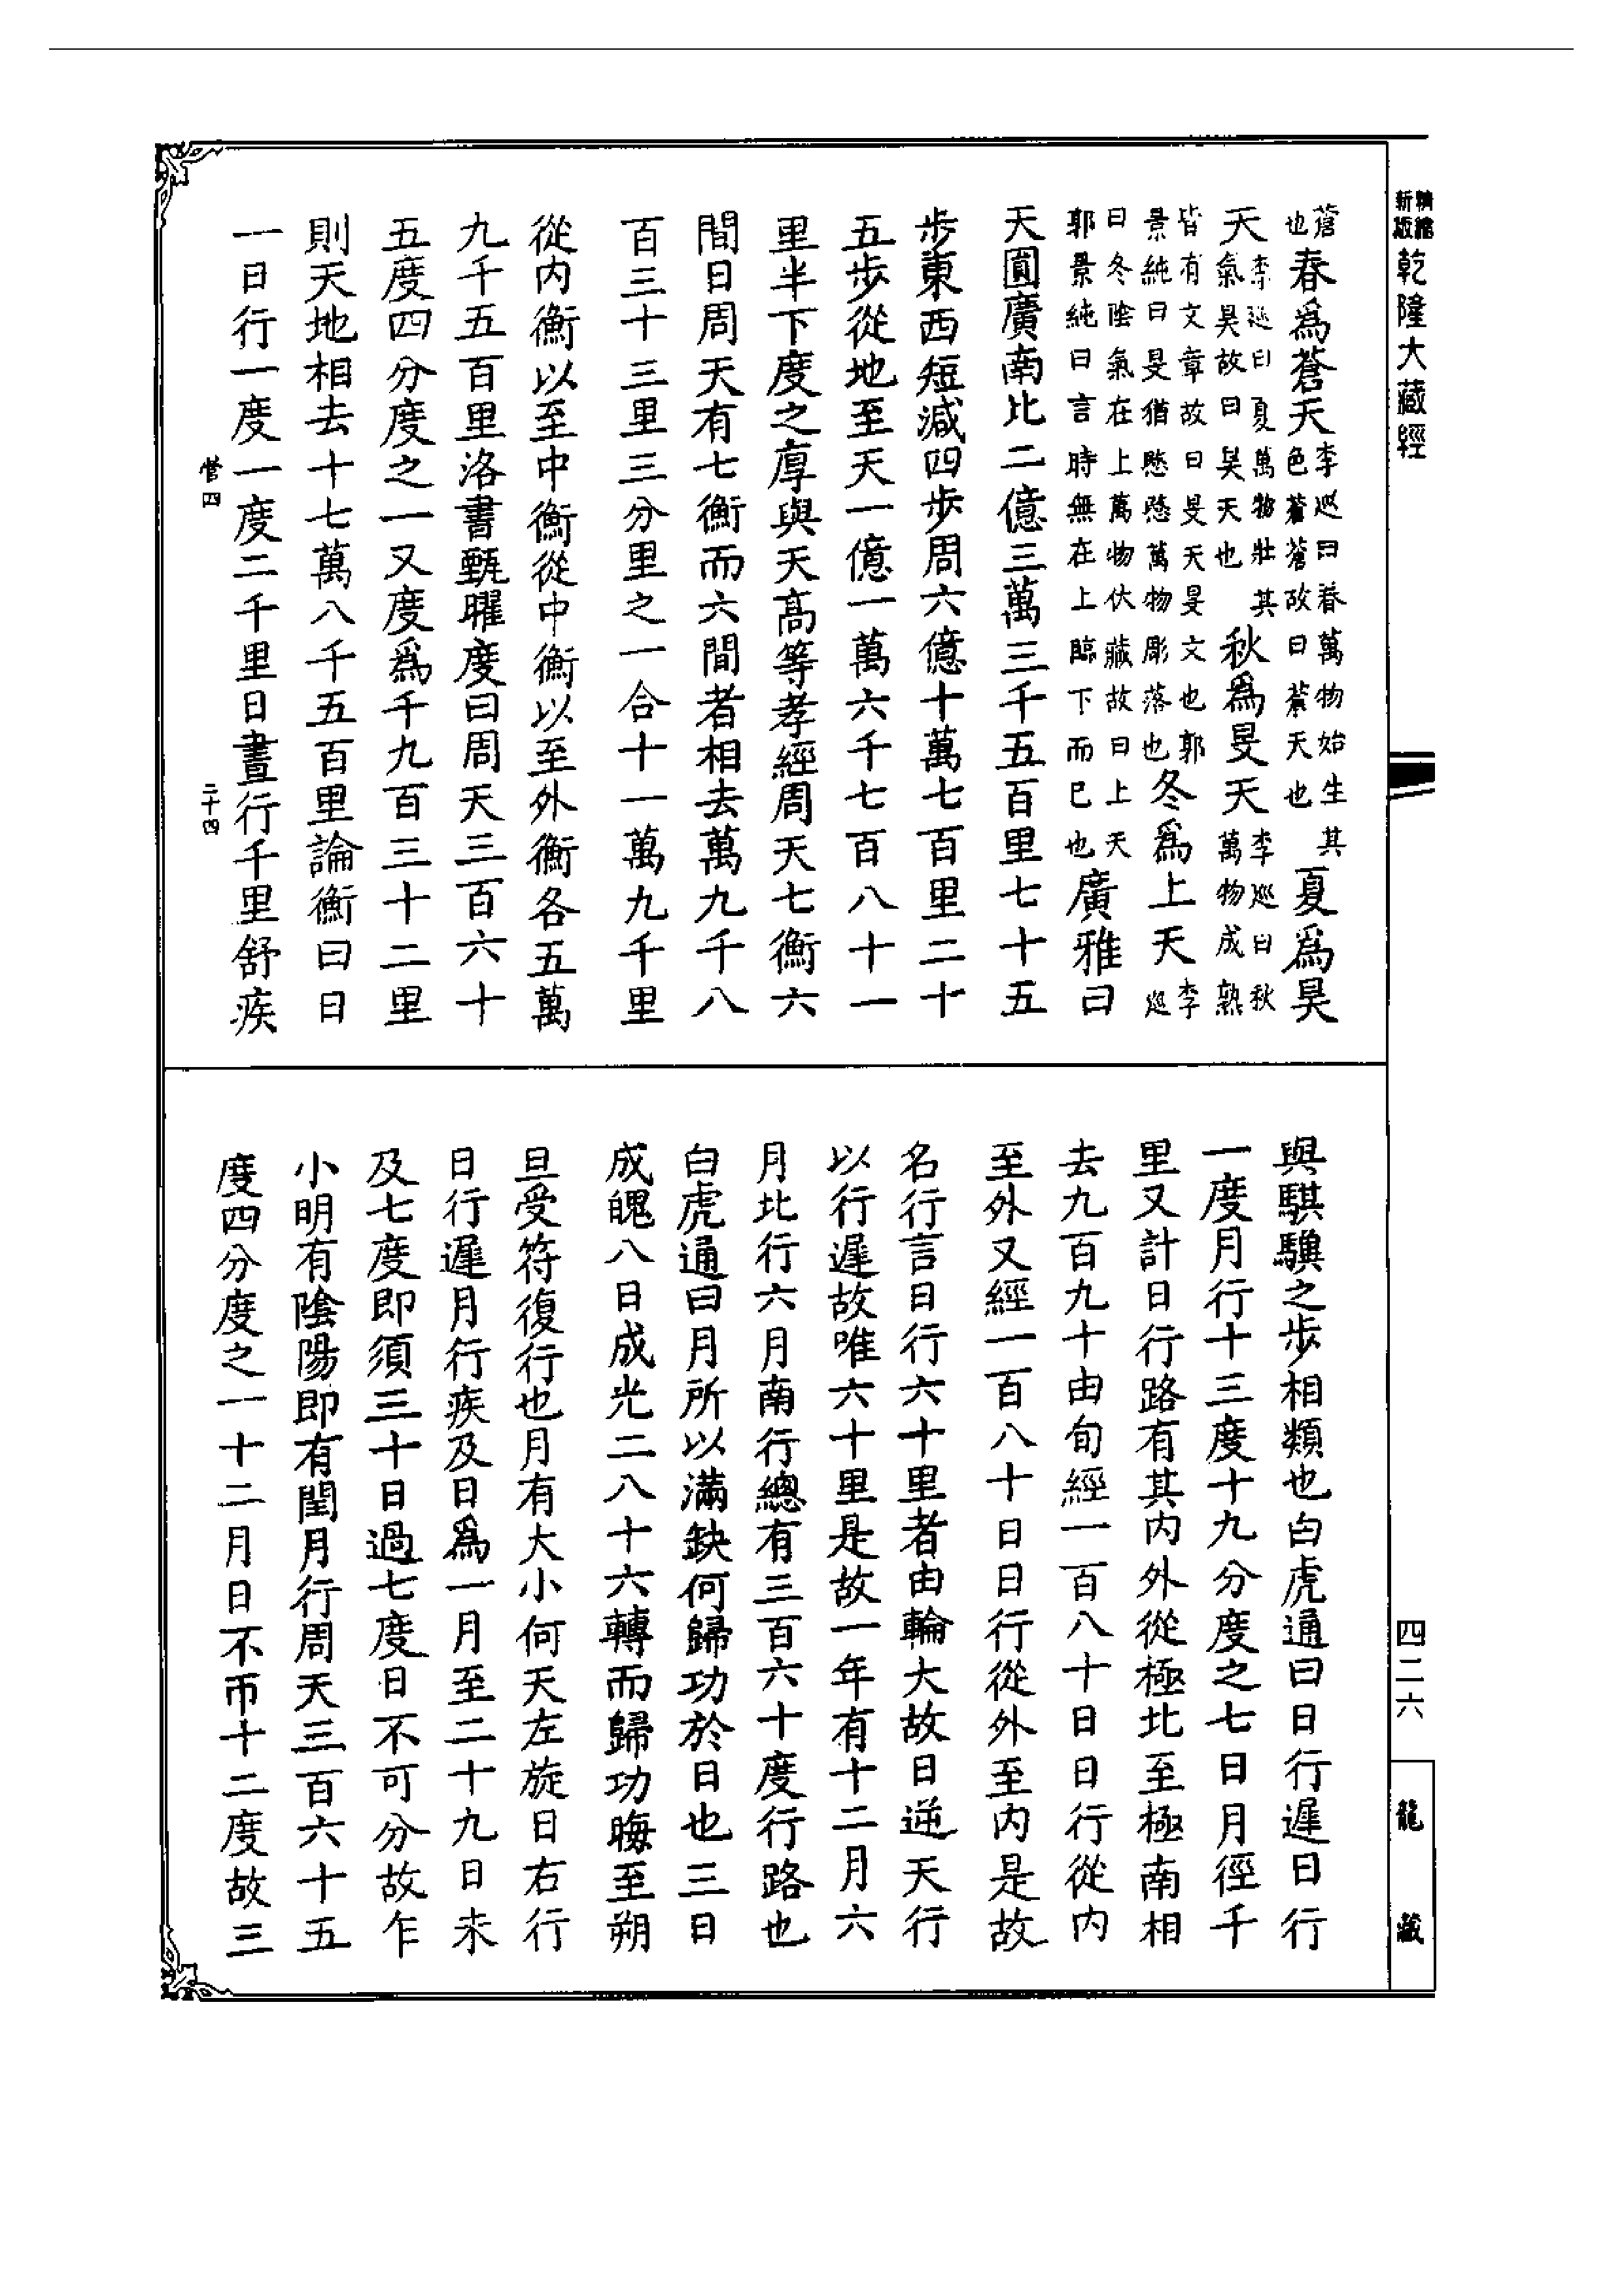 精縮新版乾隆大藏經
蒼也春爲蒼天李巡曰春萬物始生其色蒼蒼故曰蒼天也夏爲昊
天李巡曰夏萬物壯其氣昊故曰昊天也秋爲旻天李巡曰秋萬物成熟
皆有文章故曰旻天旻文也郭景純曰旻猶愍愍萬物彫落也冬爲上天李巡
曰冬陰氣在上萬物伏藏故曰上天郭景純曰言時無在上臨下而已也廣雅曰
天圓廣南北二億三萬三千五百里七十五
步東西短減四步周六億十萬七百里二十
五步從地至天一億一萬六千七百八十一
里半下度之厚與天高等孝經周天七衡六
間日周天有七衡而六間者相去萬九千八
百三十三里三分里之一合十一萬九千里
從內衡以至中衡從中衡以至外衡各五萬
九千五百里洛書甄曜度曰周天三百六十
五度四分度之一又度爲千九百三十二里
則天地相去十七萬八千五百里論衡曰日
一日行一度一度二千里日晝行千里舒疾
營四
二十四
與騏驥之步相類也白虎通曰日行遲日行
一度月行十三度十九分度之七日月徑千
里又計日行路有其內外從極北至極南相
去九百九十由旬經一百八十日日行從內
至外又經一百八十日日行從外至內是故
名行言日行六十里者由輪大故日逆天行
以行遲故唯六十里是故一年有十二月六
月北行六月南行總有三百六十度行路也
白虎通曰月所以滿缺何歸功於日也三日
成魄八日成光二八十六轉而歸功晦至朔
旦受符復行也月有大小何天左旋日右行
日行遲月行疾及日爲一月至二十九日未
及七度即須三十日過七度日不可分故乍
小明有陰陽即有閏月行周天三百六十五
度四分度之一十二月日不帀十二度故三
四二六
龍藏